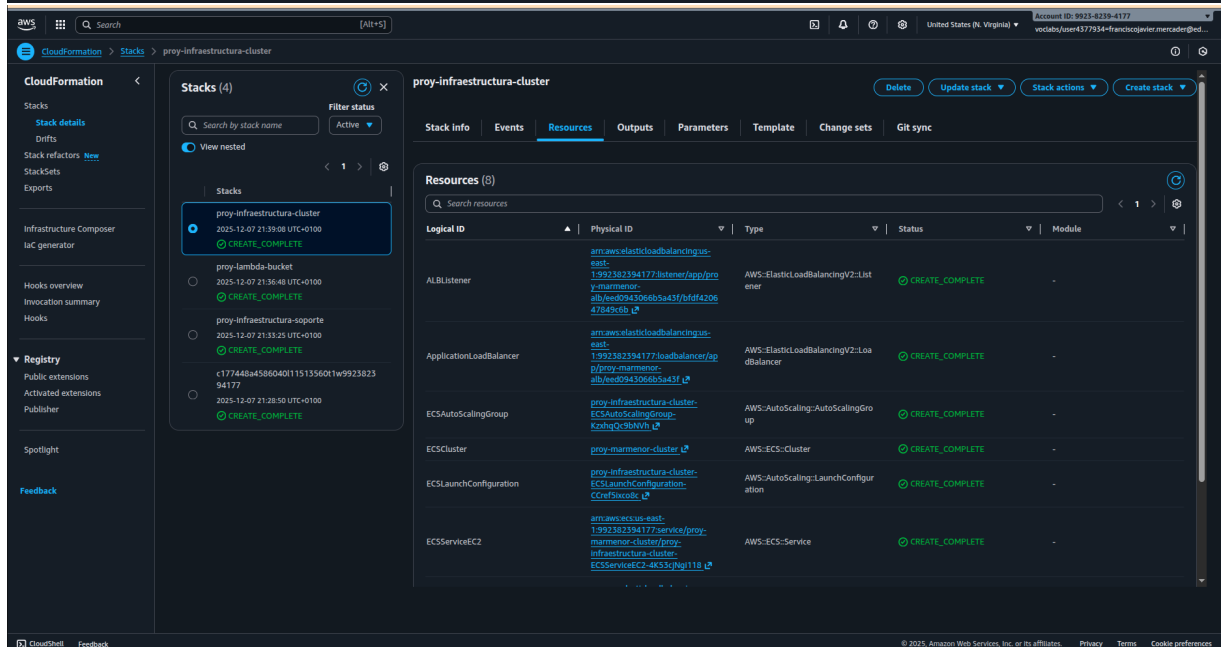 aws
Search
[Alt+S]
United States (N. Virginia)
Account ID: 9923-8239-4177
voclabs/user4377934=franciscojavier.mercader@ed...
CloudFormation > Stacks > proy-infraestructura-cluster
CloudFormation
Stacks
Stack details
Drifts
Stack refactors New
StackSets
Exports
Infrastructure Composer
IaC generator
Hooks overview
Invocation summary
Hooks
Registry
Public extensions
Activated extensions
Publisher
Spotlight
Feedback
Stacks (4)
Filter status
Search by stack name
Active
View nested
1
Stacks
proy-infraestructura-cluster
2025-12-07 21:39:08 UTC+0100
CREATE_COMPLETE
proy-lambda-bucket
2025-12-07 21:36:48 UTC+0100
CREATE_COMPLETE
proy-infraestructura-soporte
2025-12-07 21:33:25 UTC+0100
CREATE_COMPLETE
c177448a4586040l11513560t1w9923823
94177
2025-12-07 21:28:50 UTC+0100
CREATE_COMPLETE
proy-infraestructura-cluster
Delete
Update stack
Stack actions
Create stack
Stack info Events Resources Outputs Parameters Template Change sets Git sync
Resources (8)
Search resources
1
Logical ID Physical ID Type Status Module
ALBListener
arn:aws:elasticloadbalancing:us-
east-
1:992382394177:listener/app/pro
y-marmenor-
alb/eed0943066b5a43f/bfdf4206
47849c6b
AWS::ElasticLoadBalancingV2::List
ener
CREATE_COMPLETE
-
ApplicationLoadBalancer
arn:aws:elasticloadbalancing:us-
east-
1:992382394177:loadbalancer/ap
p/proy-marmenor-
alb/eed0943066b5a43f
AWS::ElasticLoadBalancingV2::Loa
dBalancer
CREATE_COMPLETE
-
ECSAutoScalingGroup
proy-infraestructura-cluster-
ECSAutoScalingGroup-
KzxhqQc9bNVh
AWS::AutoScaling::AutoScalingGro
up
CREATE_COMPLETE
-
ECSCluster
proy-marmenor-cluster
AWS::ECS::Cluster
CREATE_COMPLETE
-
ECSLaunchConfiguration
proy-infraestructura-cluster-
ECSLaunchConfiguration-
CCref5ixco8c
AWS::AutoScaling::LaunchConfigur
ation
CREATE_COMPLETE
-
ECSServiceEC2
arn:aws:ecs:us-east-
1:992382394177:service/proy-
marmenor-cluster/proy-
infraestructura-cluster-
ECSServiceEC2-4K53cjNgi118
AWS::ECS::Service
CREATE_COMPLETE
-
CloudShell Feedback
© 2025, Amazon Web Services, Inc. or its affiliates. Privacy Terms Cookie preferences